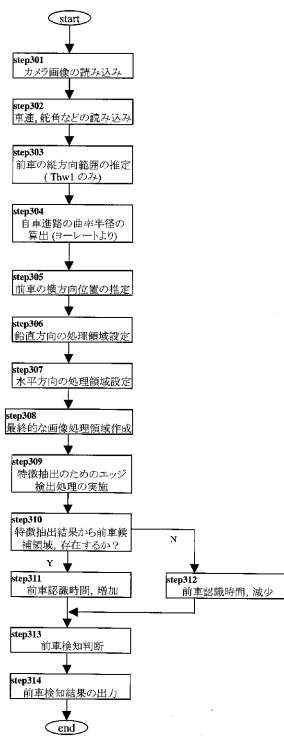 start
step301
カメラ画像の読み込み
step302
車速, 舵角などの読み込み
step303
前車の縦方向範囲の推定
( Thw1 のみ)
step304
自車進路の曲率半径の
算出 (ヨーレートより)
step305
前車の横方向位置の推定
step306
鉛直方向の処理領域設定
step307
水平方向の処理領域設定
step308
最終的な画像処理領域作成
step309
特徴抽出のためのエッジ
検出処理の実施
step310
特徴抽出結果から前車候
補領域, 存在するか？
N
Y
step311
前車認識時間, 増加
step312
前車認識時間, 減少
step313
前車検知判断
step314
前車検知結果の出力
end